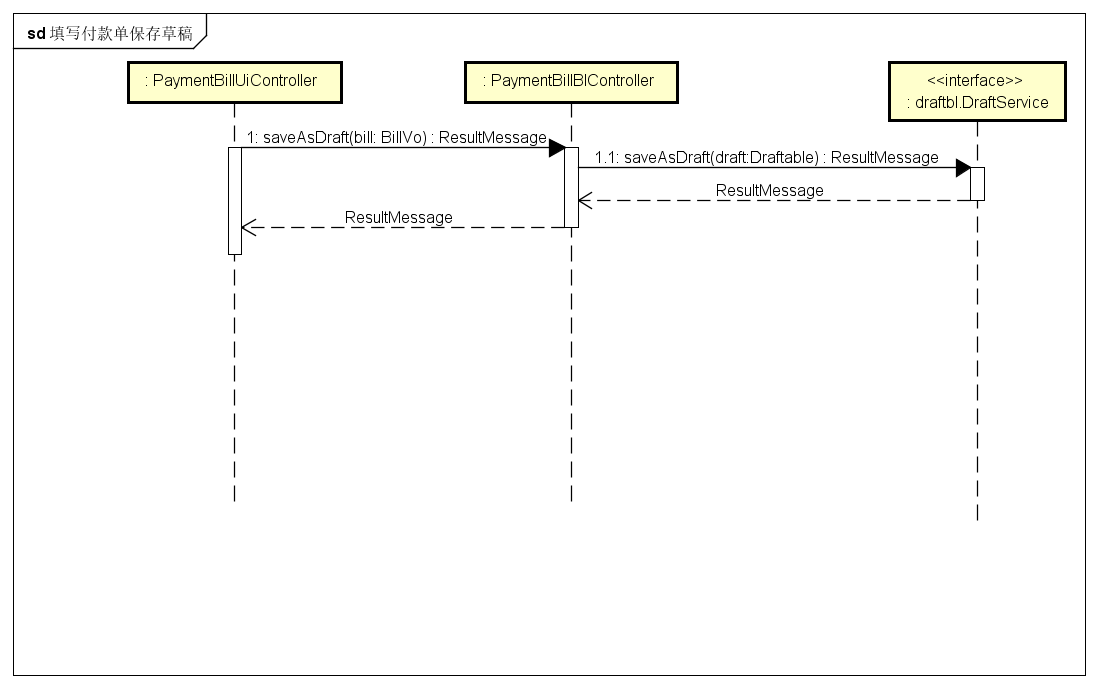 sd 填写付款单保存草稿
: PaymentBillUiController
: PaymentBillBlController
<<interface>>
: draftbl.DraftService
1: saveAsDraft(bill: BillVo) : ResultMessage
1.1: saveAsDraft(draft:Draftable) : ResultMessage
ResultMessage
ResultMessage